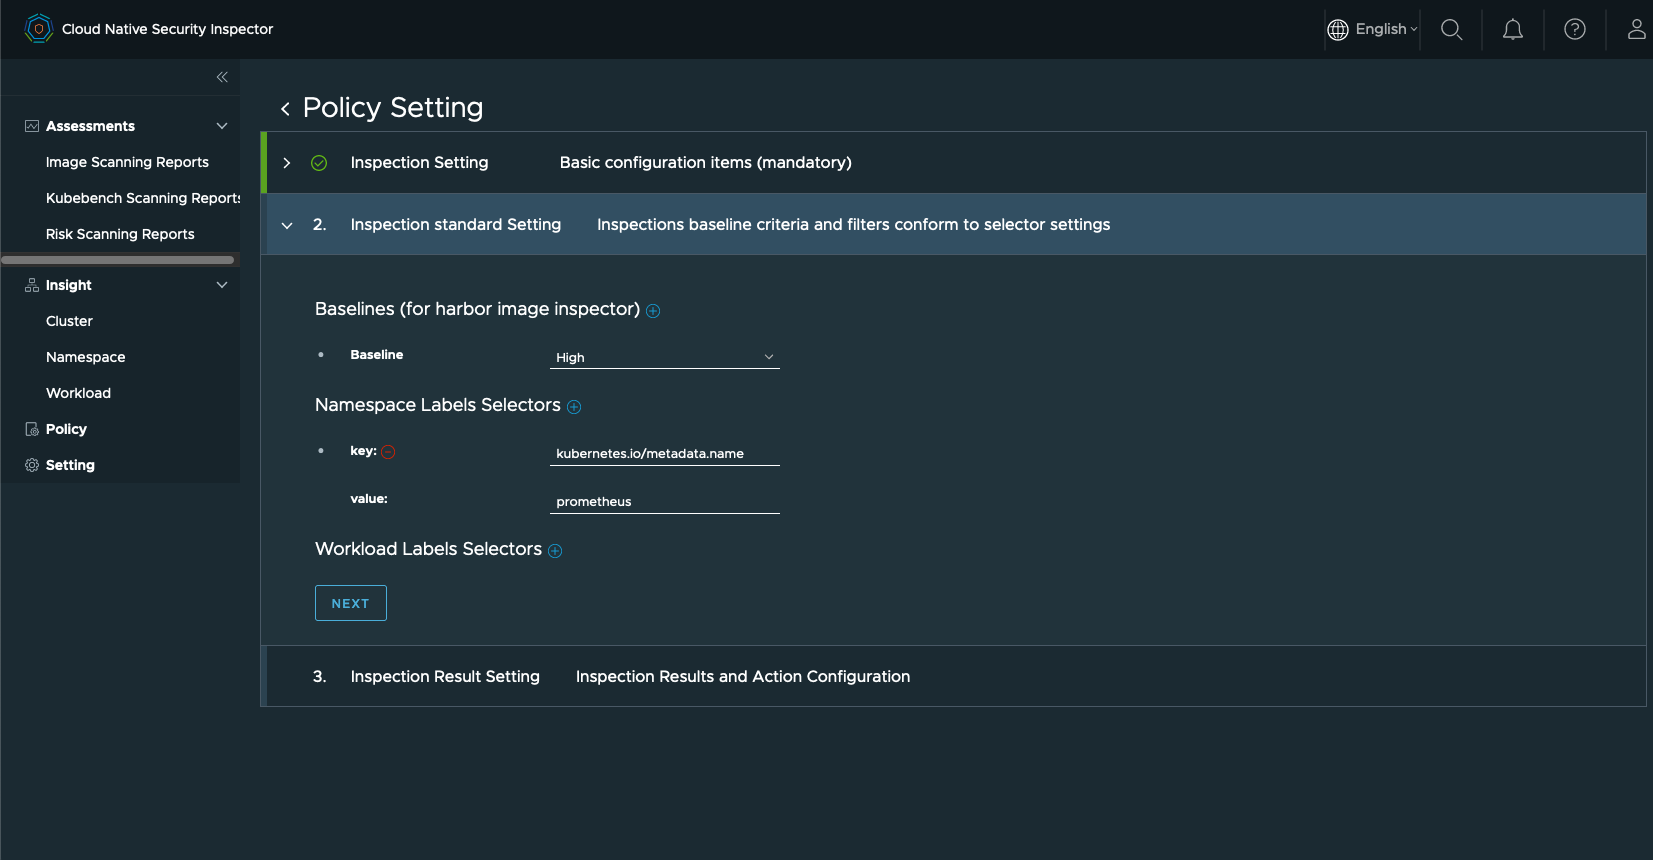 Cloud Native Security Inspector
English
Assessments
Image Scanning Reports
Kubebench Scanning Reports
Risk Scanning Reports
Insight
Cluster
Namespace
Workload
Policy
Setting
Policy Setting
Inspection Setting Basic configuration items (mandatory)
2. Inspection standard Setting Inspections baseline criteria and filters conform to selector settings
Baselines (for harbor image inspector)
Baseline High
Namespace Labels Selectors
key: kubernetes.io/metadata.name
value: prometheus
Workload Labels Selectors
NEXT
3. Inspection Result Setting Inspection Results and Action Configuration